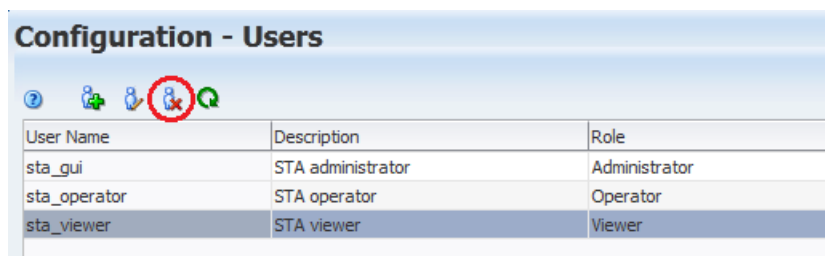 Configuration - Users
?
User Name Description Role
sta_gui STA administrator Administrator
sta_operator STA operator Operator
sta_viewer STA viewer Viewer